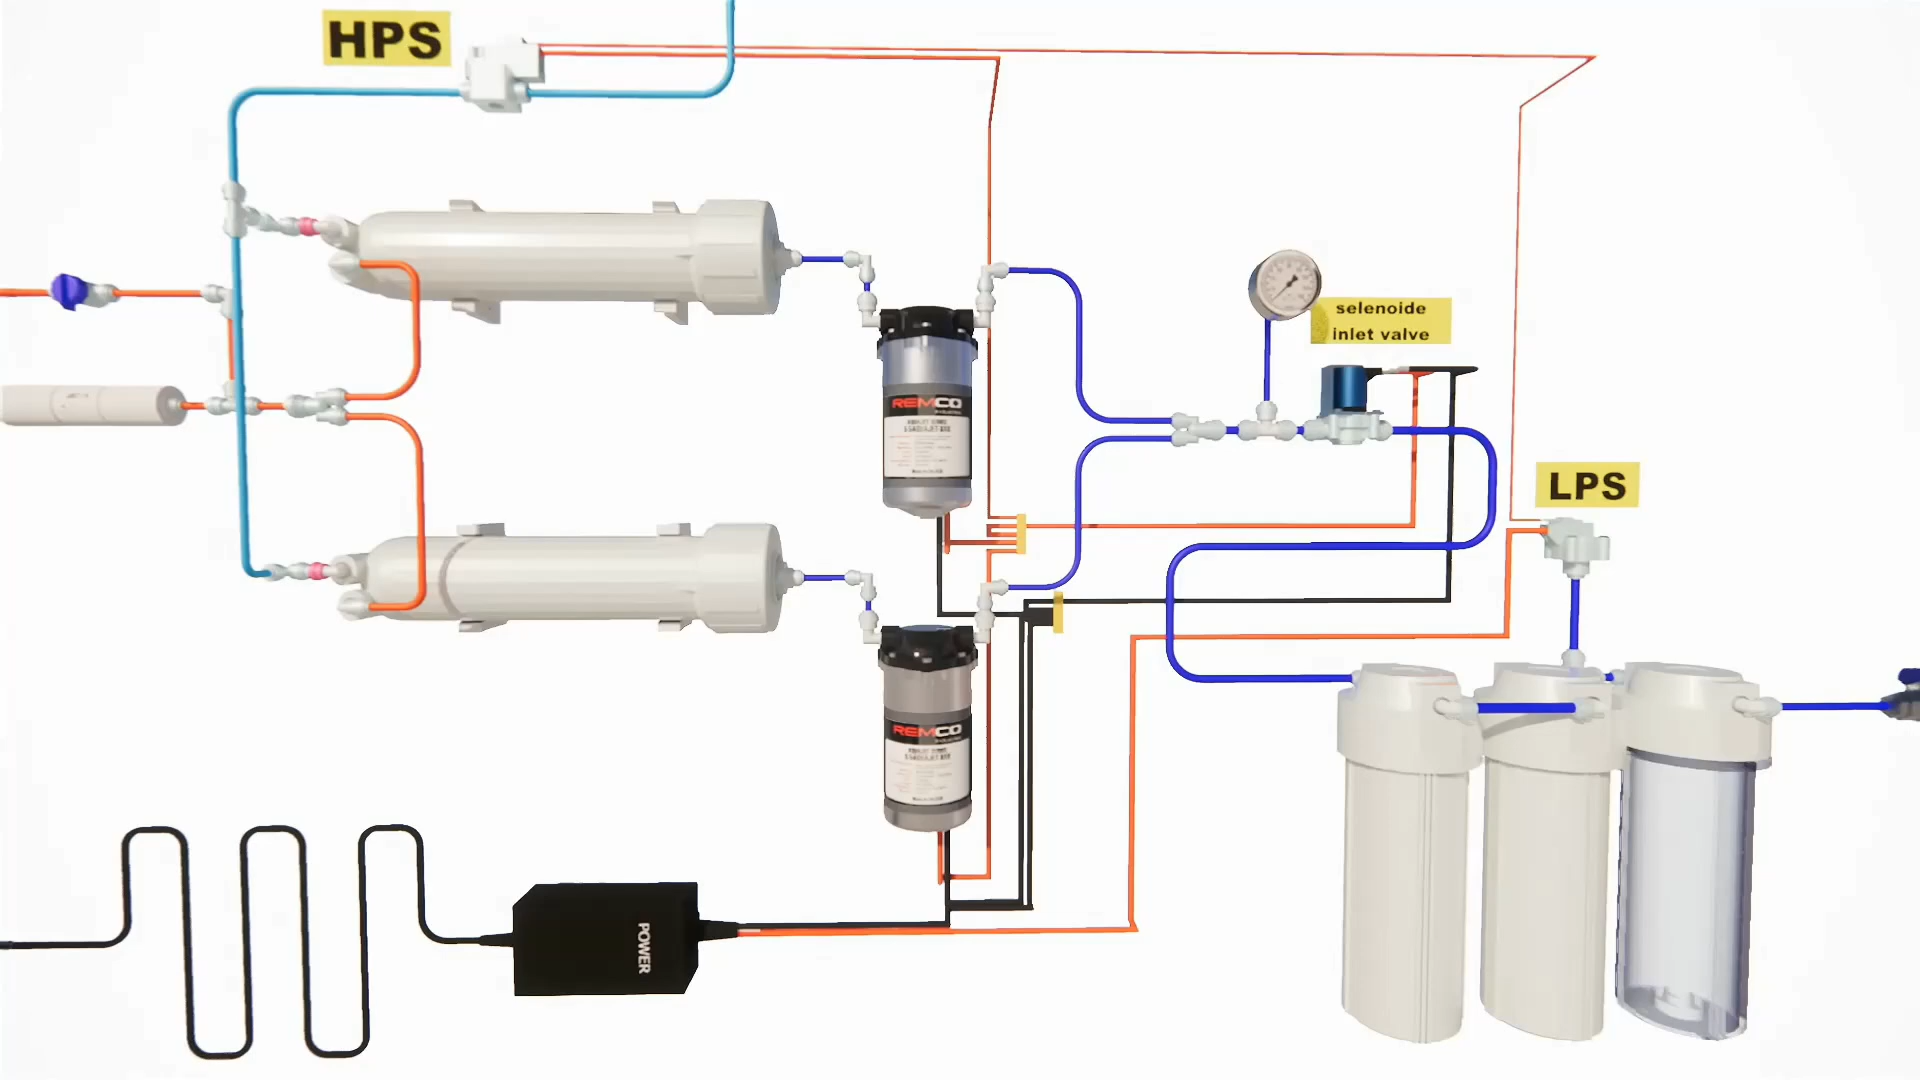 HPS
selenoide
inlet valve
LPS
REMCO
REMCO
POWER